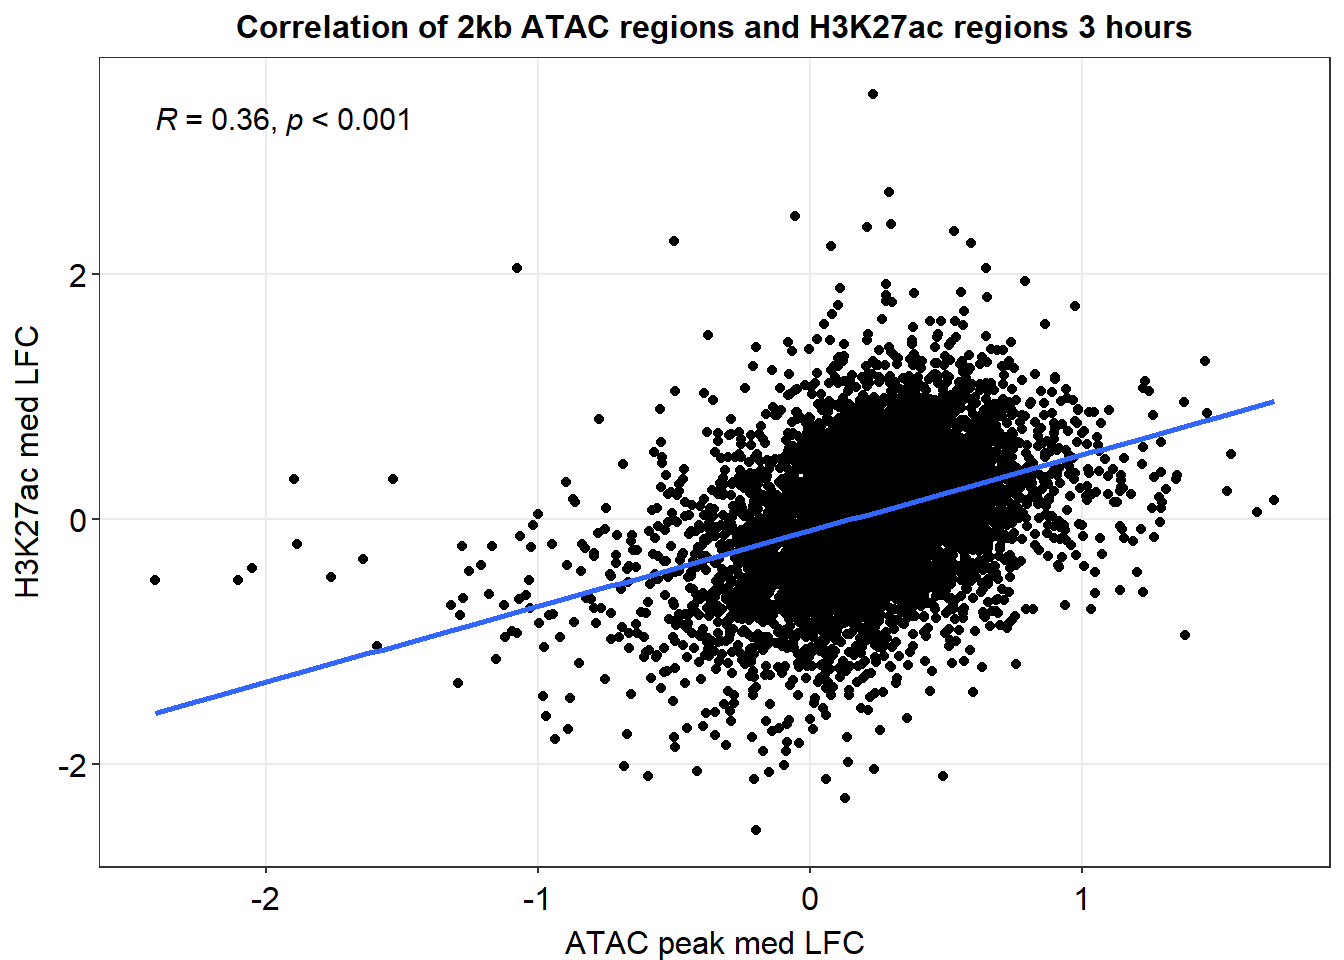 Correlation of 2kb ATAC regions and H3K27ac regions 3 hours
R = 0.36, p < 0.001
H3K27ac med LFC
2
0
-2
-2
-1
0
1
ATAC peak med LFC